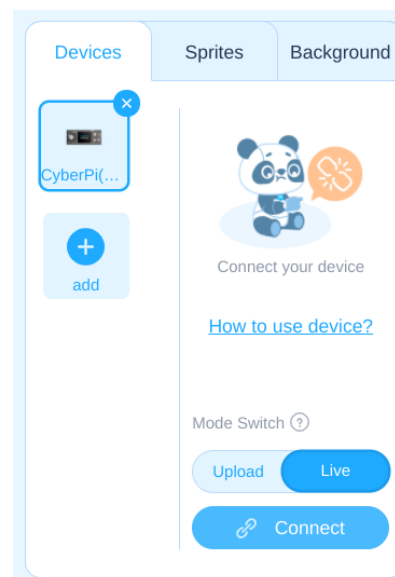 Devices
Sprites
Background
CyberPi(...
add
Connect your device
How to use device?
Mode Switch ?
Upload
Live
Connect